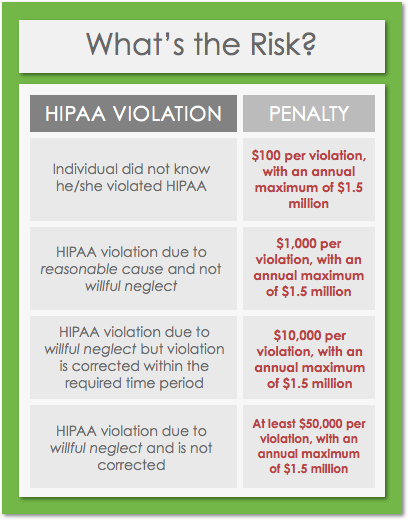 What's the Risk?
HIPAA VIOLATION
PENALTY
Individual did not know
he/she violated HIPAA
$100 per violation,
with an annual
maximum of $1.5
million
HIPAA violation due to
reasonable cause and not
willful neglect
$1,000 per
violation, with an
annual maximum
of $1.5 million
HIPAA violation due to
willful neglect but violation
is corrected within the
required time period
$10,000 per
violation, with an
annual maximum
of $1.5 million
HIPAA violation due to
willful neglect and is not
corrected
At least $50,000 per
violation, with an
annual maximum
of $1.5 million